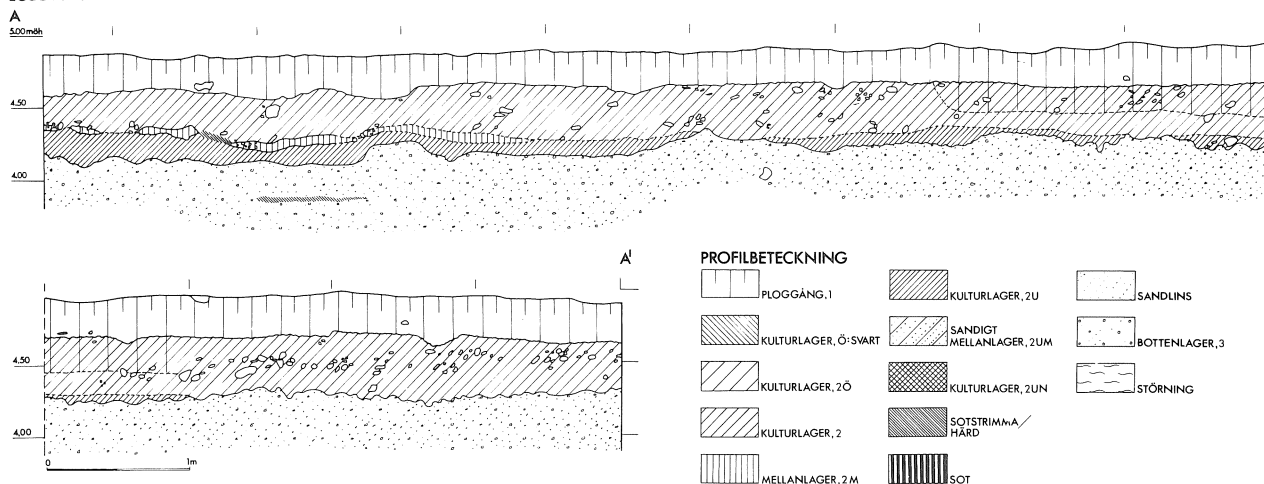 A
5.00 möh
4.50
4.00
A'
4.50
4.00
0 1m
PROFILBETECKNING
PLOGGÅNG, 1
KULTURLAGER, Ö:SVART
KULTURLAGER, 2Ö
KULTURLAGER, 2
MELLANLAGER, 2M
KULTURLAGER, 2U
SANDIGT
MELLANLAGER, 2UM
KULTURLAGER, 2UN
SOTSTRIMMA/
HÄRD
SOT
SANDLINS
BOTTENLAGER, 3
STÖRNING